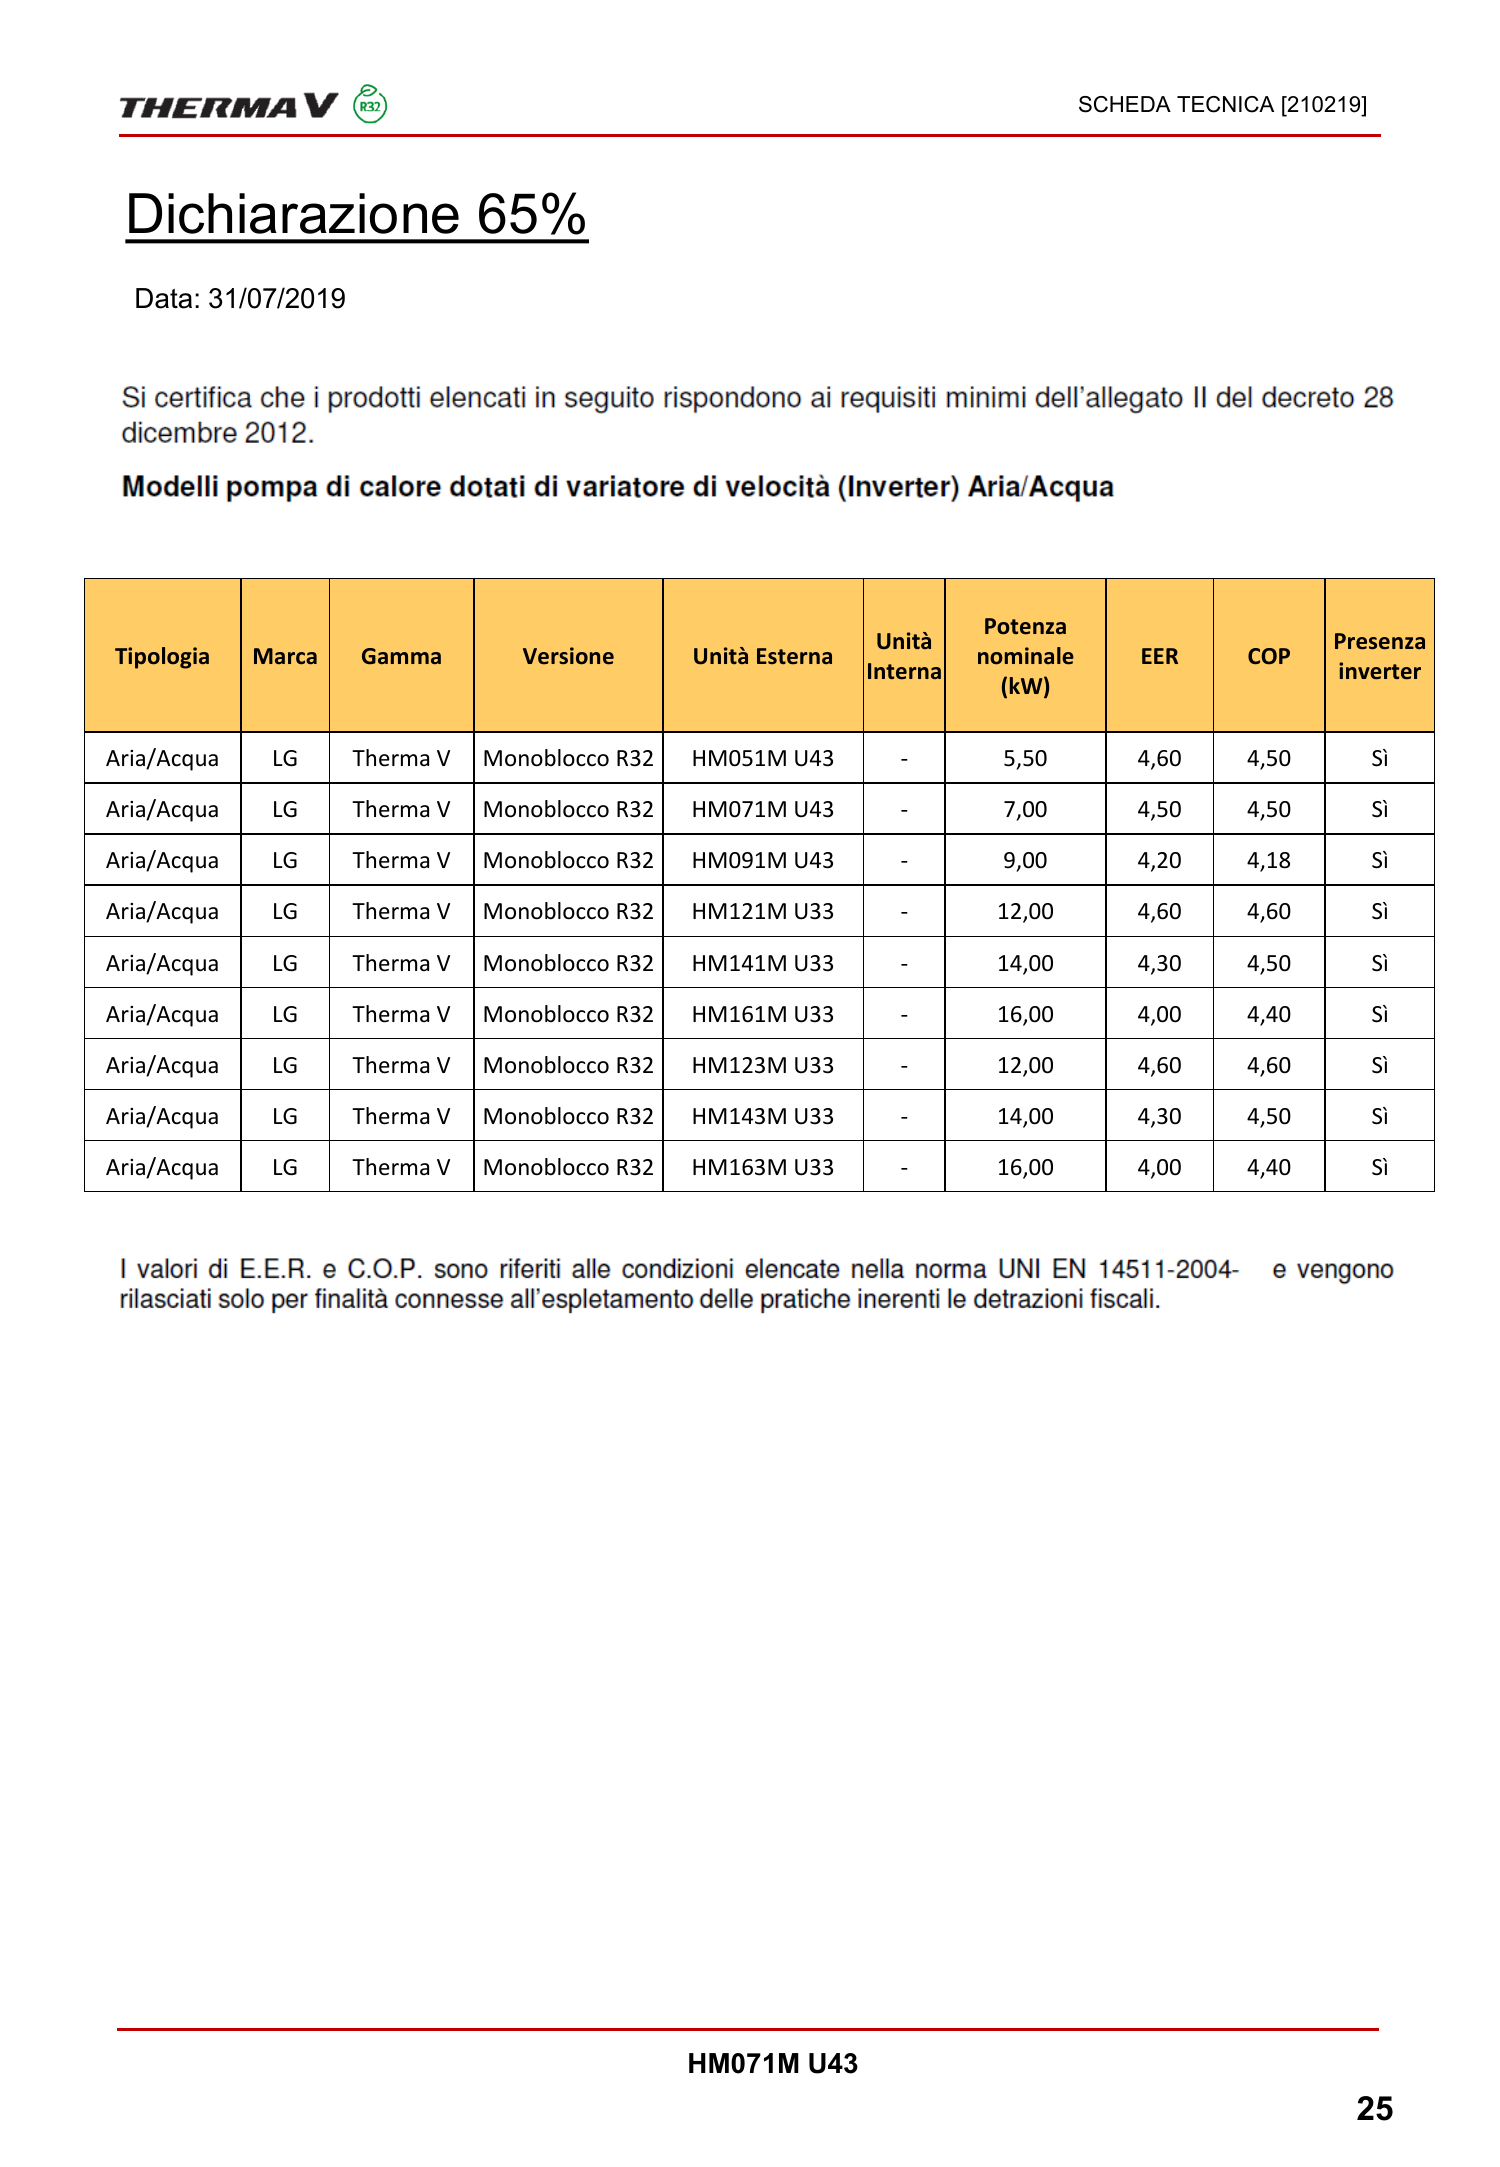 THERMA V R32 SCHEDA TECNICA [210219]
Dichiarazione 65%
Data: 31/07/2019
Si certifica che i prodotti elencati in seguito rispondono ai requisiti minimi dell'allegato II del decreto 28
dicembre 2012.
Modelli pompa di calore dotati di variatore di velocità (Inverter) Aria/Acqua
Tipologia Marca Gamma Versione Unità Esterna Unità Interna Potenza nominale (kW) EER COP Presenza inverter
Aria/Acqua LG Therma V Monoblocco R32 HM051M U43 - 5,50 4,60 4,50 Sì
Aria/Acqua LG Therma V Monoblocco R32 HM071M U43 - 7,00 4,50 4,50 Sì
Aria/Acqua LG Therma V Monoblocco R32 HM091M U43 - 9,00 4,20 4,18 Sì
Aria/Acqua LG Therma V Monoblocco R32 HM121M U33 - 12,00 4,60 4,60 Sì
Aria/Acqua LG Therma V Monoblocco R32 HM141M U33 - 14,00 4,30 4,50 Sì
Aria/Acqua LG Therma V Monoblocco R32 HM161M U33 - 16,00 4,00 4,40 Sì
Aria/Acqua LG Therma V Monoblocco R32 HM123M U33 - 12,00 4,60 4,60 Sì
Aria/Acqua LG Therma V Monoblocco R32 HM143M U33 - 14,00 4,30 4,50 Sì
Aria/Acqua LG Therma V Monoblocco R32 HM163M U33 - 16,00 4,00 4,40 Sì
I valori di E.E.R. e C.O.P. sono riferiti alle condizioni elencate nella norma UNI EN 14511-2004- e vengono
rilasciati solo per finalità connesse all'espletamento delle pratiche inerenti le detrazioni fiscali.
HM071M U43
25